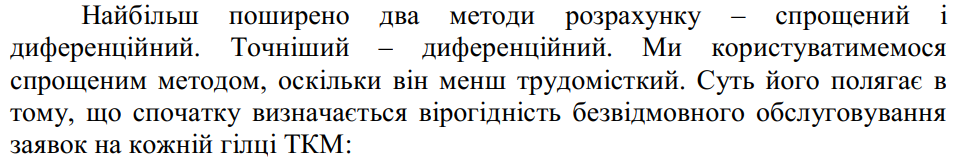 Найбільш поширено два методи розрахунку – спрощений і
диференційний. Точніший – диференційний. Ми користуватимемося
спрощеним методом, оскільки він менш трудомісткий. Суть його полягає в
тому, що спочатку визначається вірогідність безвідмовного обслуговування
заявок на кожній гілці ТКМ: